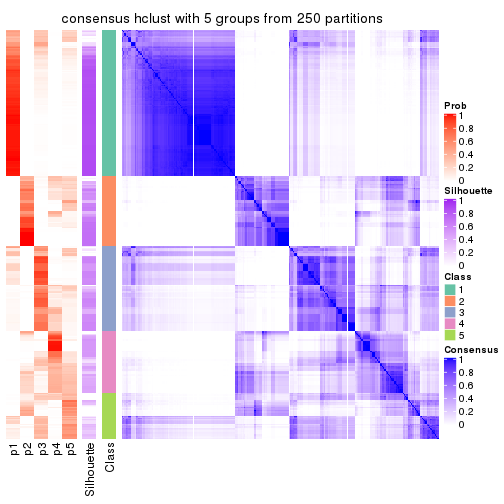 consensus hclust with 5 groups from 250 partitions
Prob
1
0.8
0.6
0.4
0.2
0
Silhouette
1
0.8
0.6
0.4
0.2
0
Class
1
2
3
4
5
Consensus
1
0.8
0.6
0.4
0.2
0
p1
p2
p3
p4
p5
Silhouette
Class